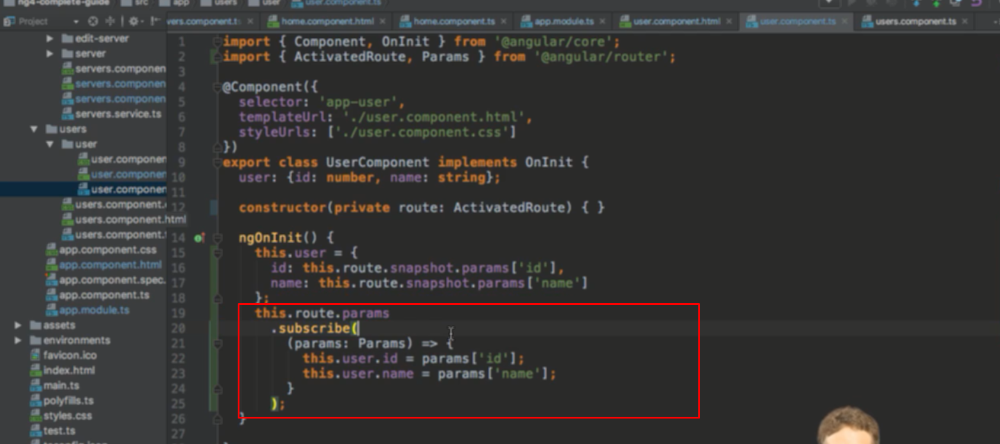 ng4-complete-guide src app users user user.component.ts
Project
vers.component.ts home.component.html home.component.ts app.module.ts user.component.html user.component.ts users.component.ts
edit-server
server
servers.componen
servers.componen
servers.componen
servers.service.ts
users
user
user.componen
user.componen
user.componen
users.component.
users.component.html
users.component.
app.component.css
app.component.html
app.component.spec.
app.component.ts
app.module.ts
assets
environments
favicon.ico
index.html
main.ts
polyfills.ts
styles.css
test.ts
1 import { Component, OnInit } from '@angular/core';
2 import { ActivatedRoute, Params } from '@angular/router';
3
4 @Component({
5 selector: 'app-user',
6 templateUrl: './user.component.html',
7 styleUrls: ['./user.component.css']
8 })
9 export class UserComponent implements OnInit {
10 user: {id: number, name: string};
11
12 constructor(private route: ActivatedRoute) { }
14 ngOnInit() {
15 this.user = {
16 id: this.route.snapshot.params['id'],
17 name: this.route.snapshot.params['name']
18 };
19 this.route.params
20 .subscribe(
21 (params: Params) => {
22 this.user.id = params['id'];
23 this.user.name = params['name'];
24 }
25 );
26 }
27